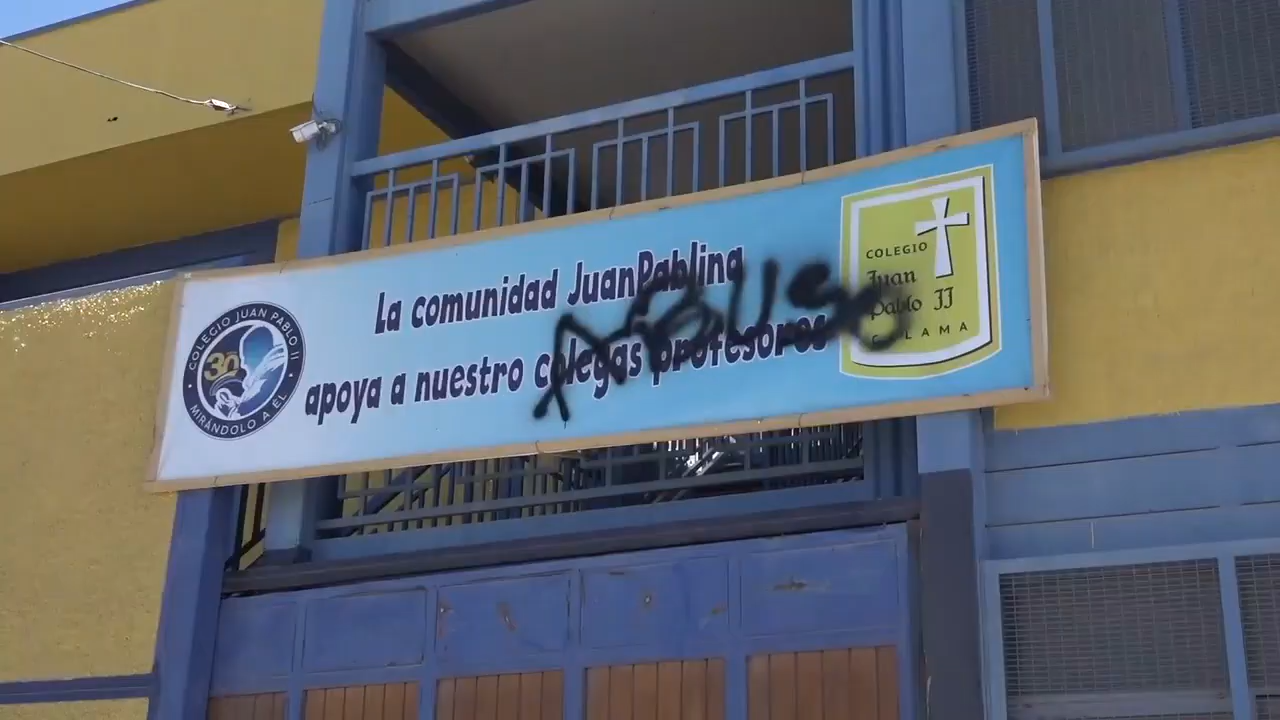 COLEGIO JUAN PABLO II
30
MIRÁNDOLO A EL
La comunidad JuanPablina
apoya a nuestro colegas profesores
ABUSO
COLEGIO
Juan
Pablo II
CALAMA